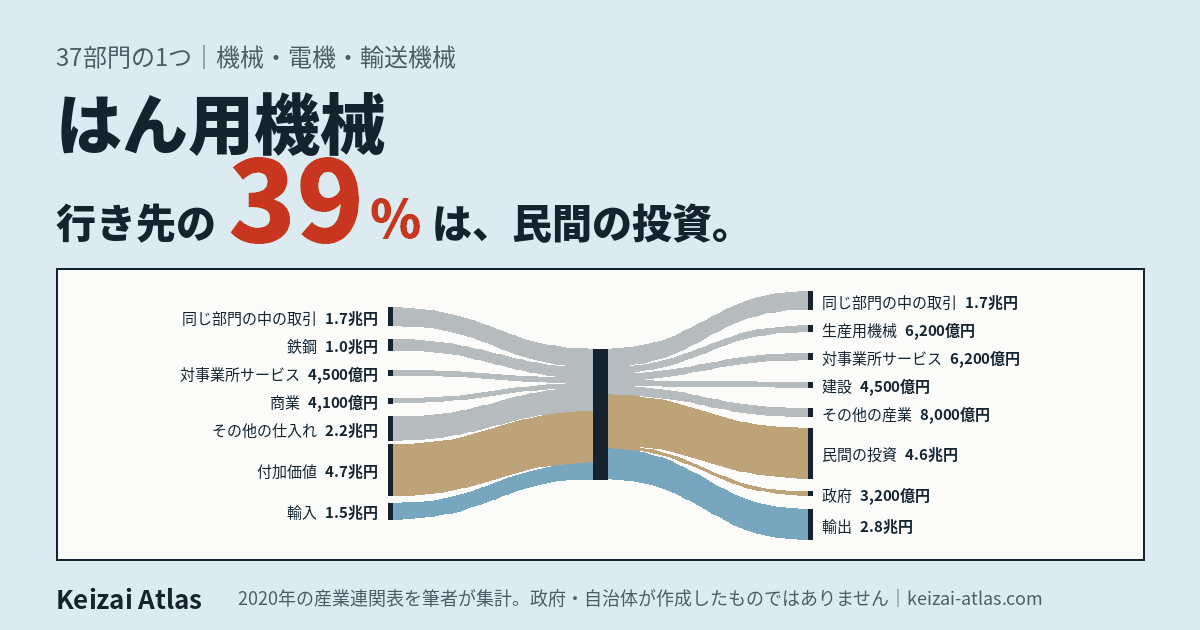 37部門の1つ｜機械・電機・輸送機械
はん用機械
行き先の 39% は、民間の投資。
同じ部門の中の取引 1.7兆円
鉄鋼 1.0兆円
対事業所サービス 4,500億円
商業 4,100億円
その他の仕入れ 2.2兆円
付加価値 4.7兆円
輸入 1.5兆円
同じ部門の中の取引 1.7兆円
生産用機械 6,200億円
対事業所サービス 6,200億円
建設 4,500億円
その他の産業 8,000億円
民間の投資 4.6兆円
政府 3,200億円
輸出 2.8兆円
Keizai Atlas 2020年の産業連関表を筆者が集計。政府・自治体が作成したものではありません｜keizai-atlas.com